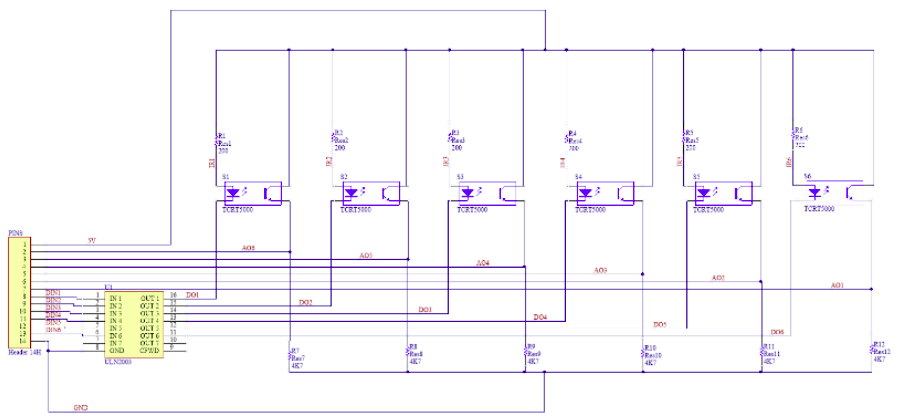 R1
Res1
200
R2
Res2
200
R3
Res3
200
R4
Res4
R5
Res5
R6
Res6
IR1
IR2
IR3
IR4
IR5
IR6
S1
S2
S3
S4
S5
S6
TCRT5000
TCRT5000
TCRT5000
TCRT5000
TCRT5000
TCRT5000
PINS
1
2
3
4
5
6
7
8
9
10
11
12
13
14
Header 14H
5V
AO6
AO5
AO4
AO3
AO2
AO1
DIN1
DIN2
DIN3
DIN4
DIN5
DIN6
U1
1 IN 1 OUT 1 16
2 IN 2 OUT 2 15
3 IN 3 OUT 3 14
4 IN 4 OUT 4 13
5 IN 5 OUT 5 12
6 IN 6 OUT 6 11
7 IN 7 OUT 7 10
8 GND CFWD 9
ULN2003
DO1
DO2
DO3
DO4
DO5
DO6
R7
Res7
4K7
R8
Res8
4K7
R9
Res9
4K7
R10
Res10
4K7
R11
Res11
4K7
R12
Res12
4K7
GND